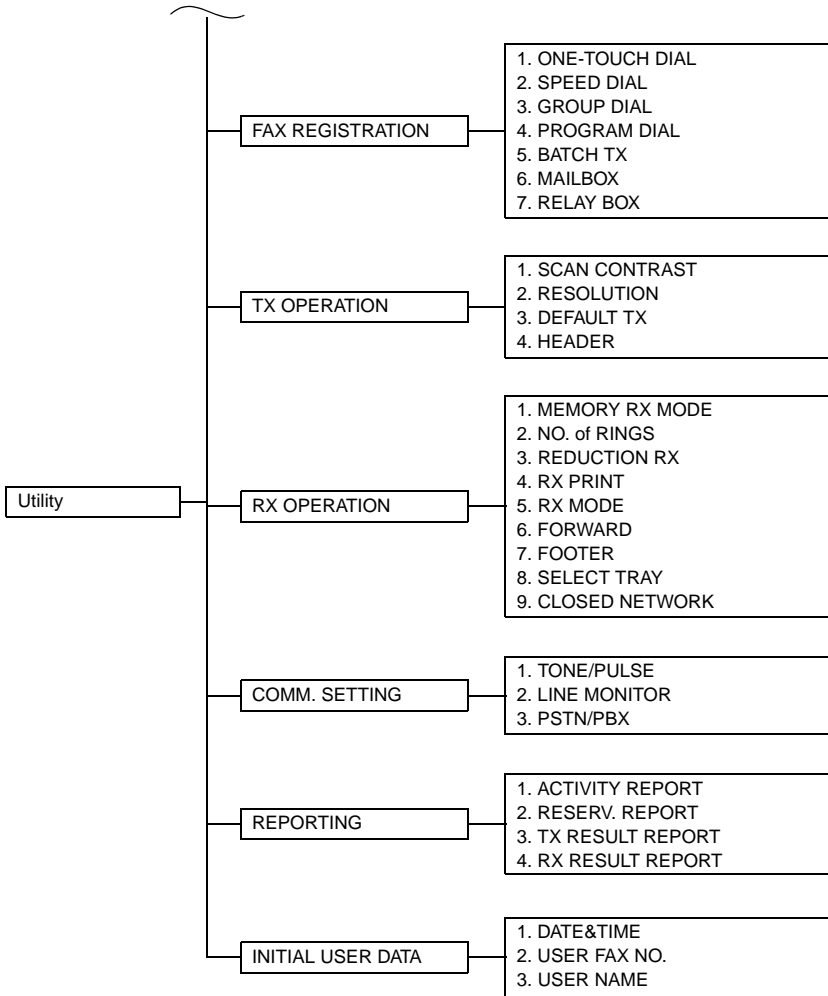 Utility
FAX REGISTRATION
1. ONE-TOUCH DIAL
2. SPEED DIAL
3. GROUP DIAL
4. PROGRAM DIAL
5. BATCH TX
6. MAILBOX
7. RELAY BOX
TX OPERATION
1. SCAN CONTRAST
2. RESOLUTION
3. DEFAULT TX
4. HEADER
RX OPERATION
1. MEMORY RX MODE
2. NO. of RINGS
3. REDUCTION RX
4. RX PRINT
5. RX MODE
6. FORWARD
7. FOOTER
8. SELECT TRAY
9. CLOSED NETWORK
COMM. SETTING
1. TONE/PULSE
2. LINE MONITOR
3. PSTN/PBX
REPORTING
1. ACTIVITY REPORT
2. RESERV. REPORT
3. TX RESULT REPORT
4. RX RESULT REPORT
INITIAL USER DATA
1. DATE&TIME
2. USER FAX NO.
3. USER NAME